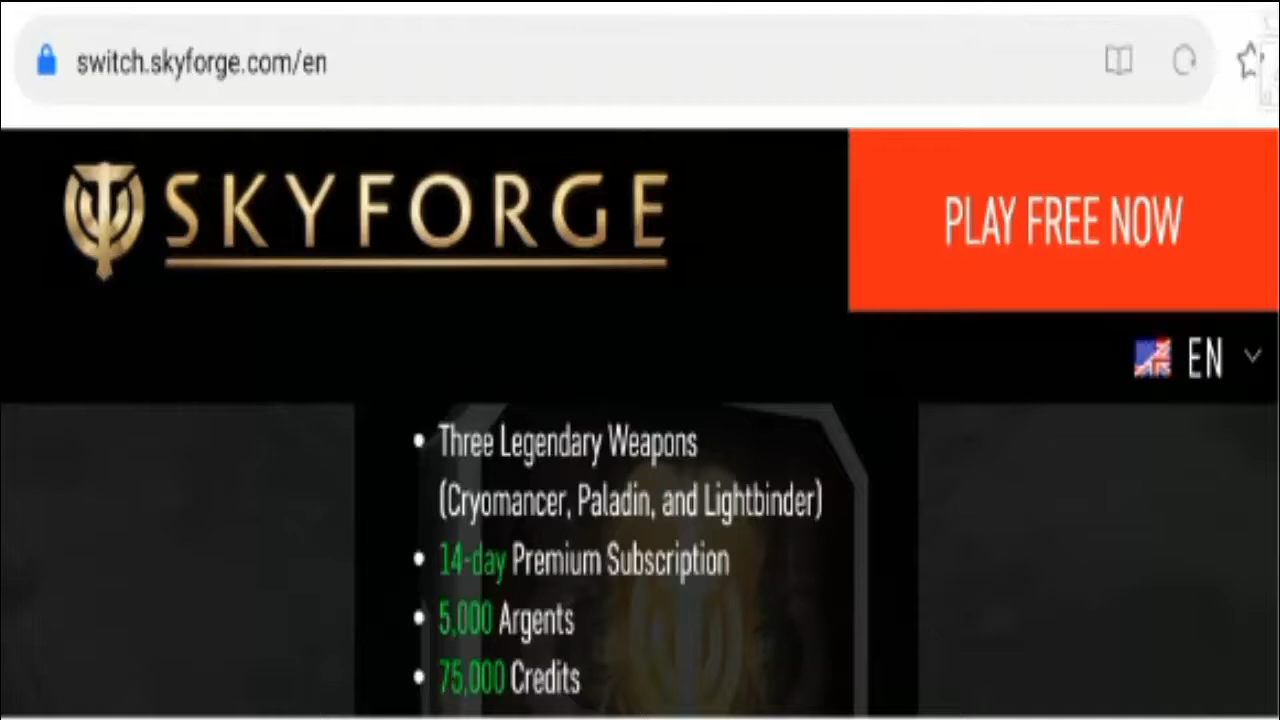 switch.skyforge.com/en
SKYFORGE
PLAY FREE NOW
EN
• Three Legendary Weapons
(Cryomancer, Paladin, and Lightbinder)
• 14-day Premium Subscription
• 5,000 Argents
• 75,000 Credits